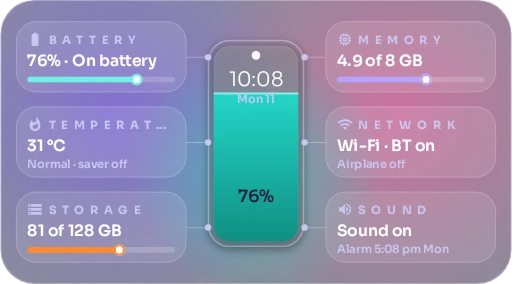 BATTERY
76% · On battery
TEMPERAT...
31 °C
Normal · saver off
STORAGE
81 of 128 GB
10:08
Mon 11
76%
MEMORY
4.9 of 8 GB
NETWORK
Wi-Fi · BT on
Airplane off
SOUND
Sound on
Alarm 5:08 pm Mon